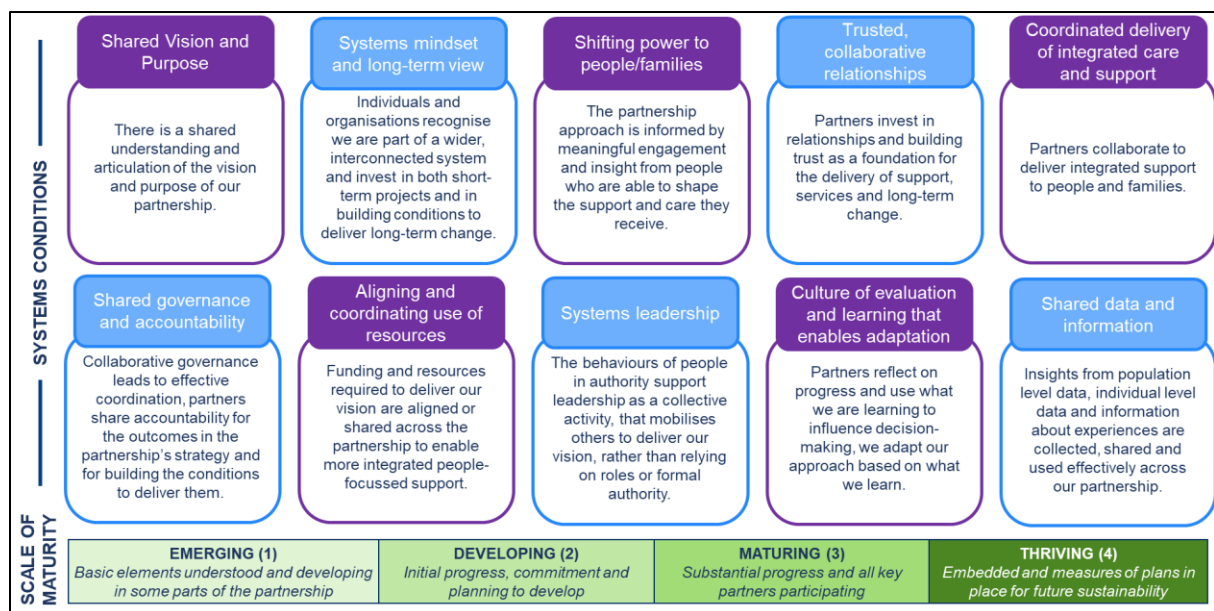 SYSTEMS CONDITIONS
Shared Vision and
Purpose
There is a shared
understanding and
articulation of the vision
and purpose of our
partnership.
Systems mindset
and long-term view
Individuals and
organisations recognise
we are part of a wider,
interconnected system
and invest in both short-
term projects and in
building conditions to
deliver long-term change.
Shifting power to
people/families
The partnership
approach is informed by
meaningful engagement
and insight from people
who are able to shape
the support and care they
receive.
Trusted,
collaborative
relationships
Partners invest in
relationships and building
trust as a foundation for
the delivery of support,
services and long-term
change.
Coordinated delivery
of integrated care
and support
Partners collaborate to
deliver integrated support
to people and families.
Shared governance
and accountability
Collaborative governance
leads to effective
coordination, partners
share accountability for
the outcomes in the
partnership's strategy and
for building the conditions
to deliver them.
Aligning and
coordinating use of
resources
Funding and resources
required to deliver our
vision are aligned or
shared across the
partnership to enable
more integrated people-
focussed support.
Systems leadership
The behaviours of people
in authority support
leadership as a collective
activity, that mobilises
others to deliver our
vision, rather than relying
on roles or formal
authority.
Culture of evaluation
and learning that
enables adaptation
Partners reflect on
progress and use what
we are learning to
influence decision-
making, we adapt our
approach based on what
we learn.
Shared data and
information
Insights from population
level data, individual level
data and information
about experiences are
collected, shared and
used effectively across
our partnership.
SCALE OF
MATURITY
EMERGING (1)
Basic elements understood and developing
in some parts of the partnership
DEVELOPING (2)
Initial progress, commitment and
planning to develop
MATURING (3)
Substantial progress and all key
partners participating
THRIVING (4)
Embedded and measures of plans in
place for future sustainability